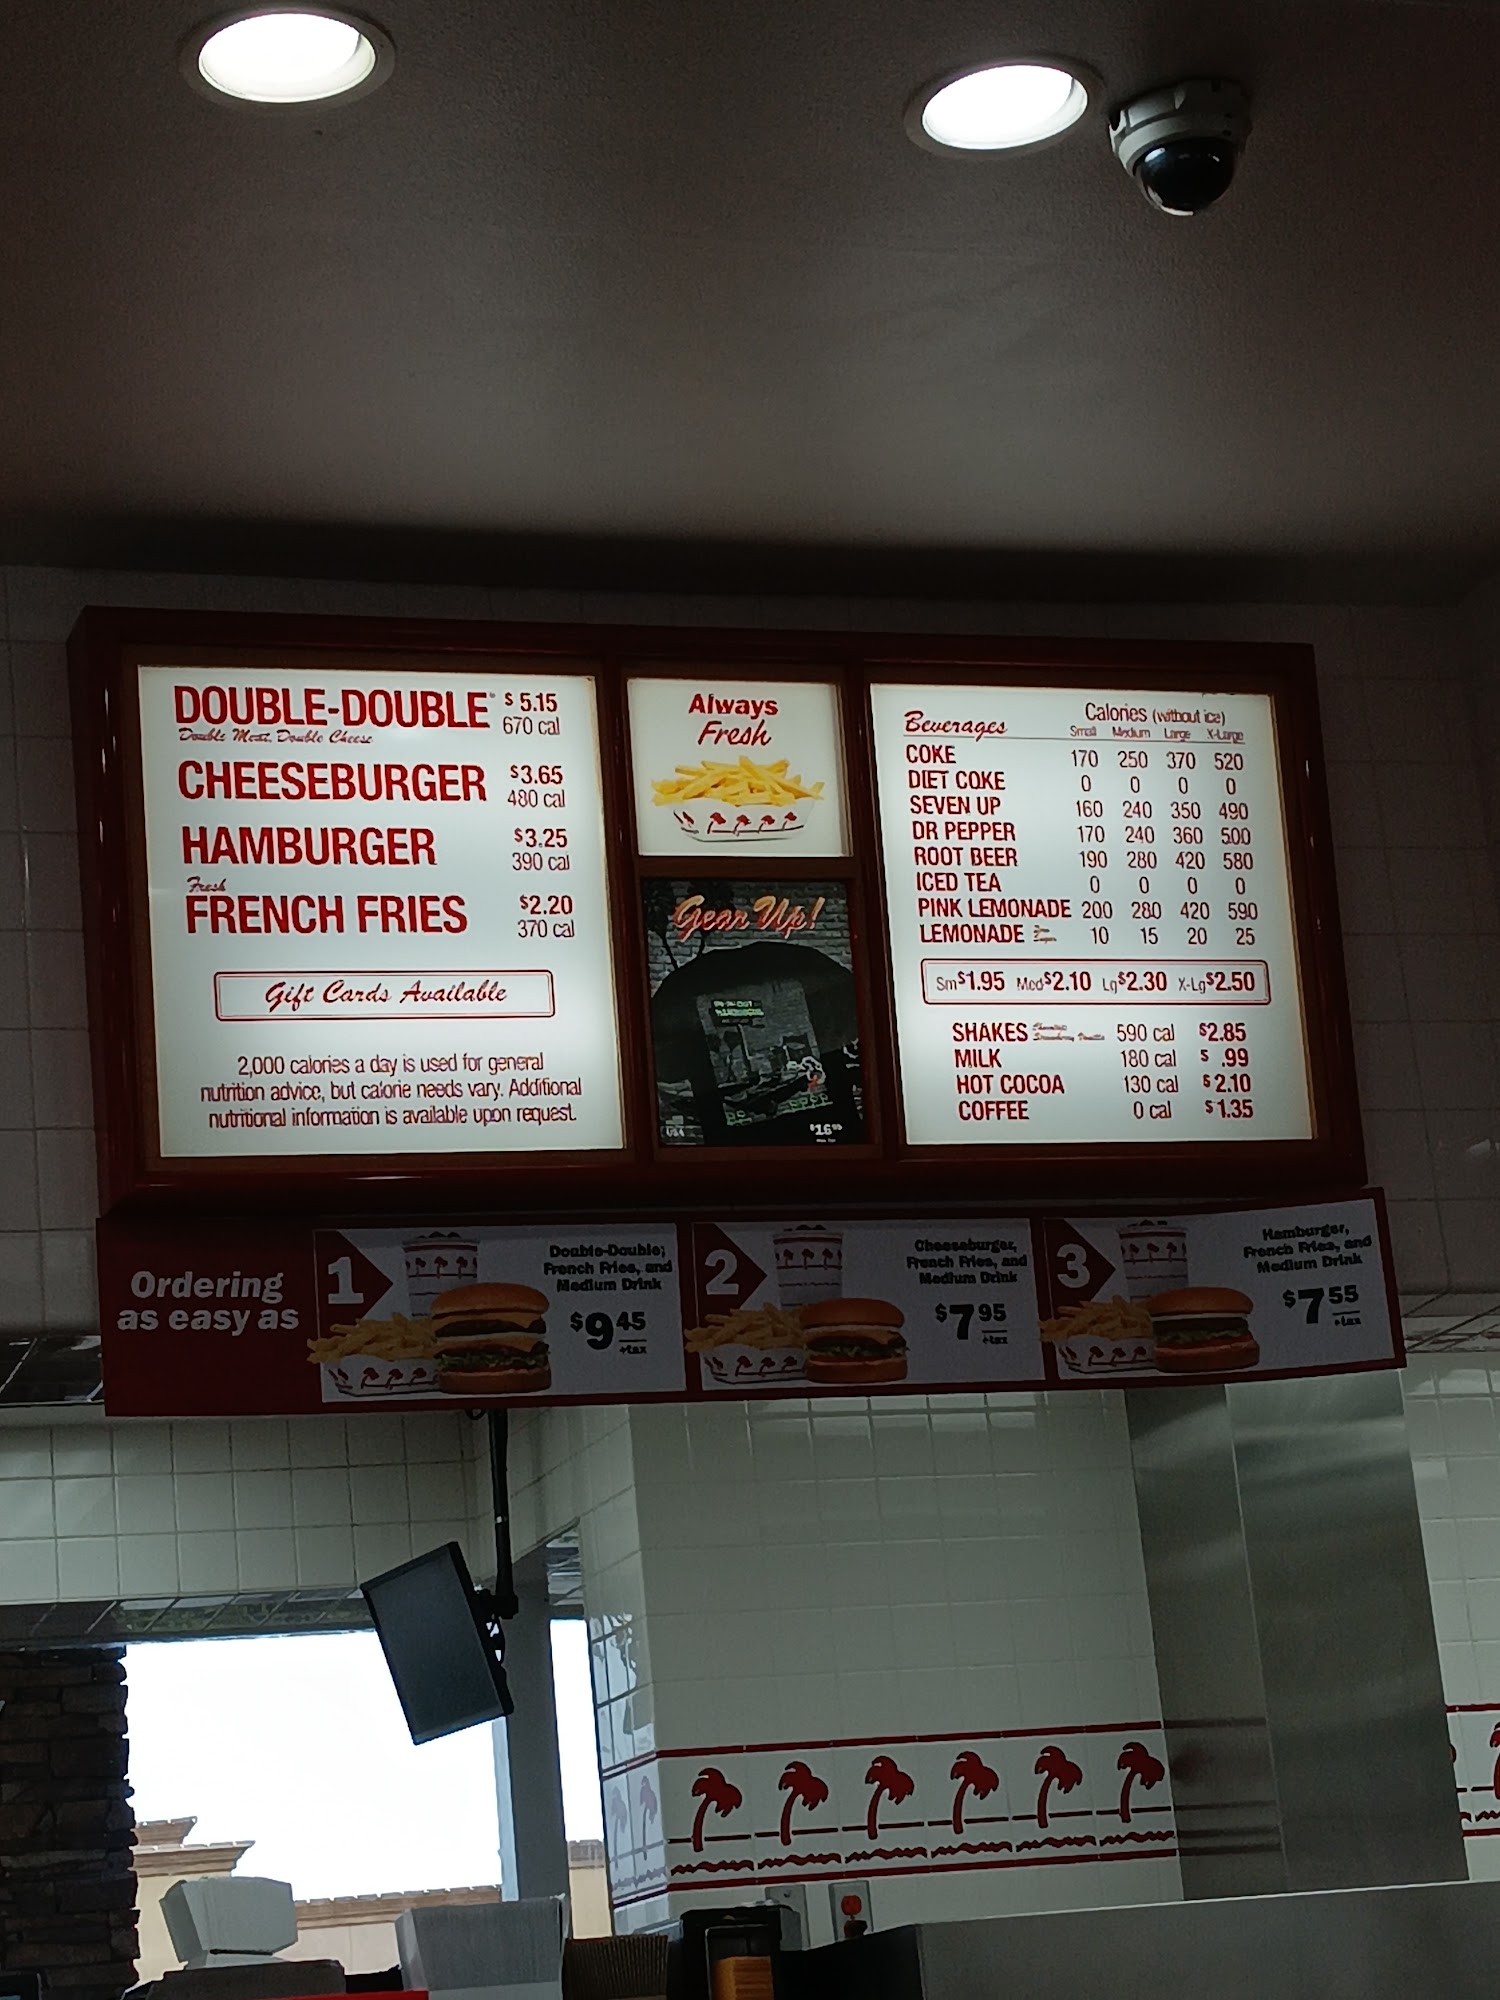 DOUBLE-DOUBLE® $5.15
Double Meat, Double Cheese 670 cal
CHEESEBURGER $3.65
480 cal
HAMBURGER $3.25
390 cal
Fresh
FRENCH FRIES $2.20
370 cal
Gift Cards Available
2,000 calories a day is used for general
nutrition advice, but calorie needs vary. Additional
nutritional information is available upon request.
Always
Fresh
Gear Up!
IN-N-OUT
$16
Beverages Calories (without ice)
Small Medium Large X-Large
COKE 170 250 370 520
DIET COKE 0 0 0 0
SEVEN UP 160 240 350 490
DR PEPPER 170 240 360 500
ROOT BEER 190 280 420 580
ICED TEA 0 0 0 0
PINK LEMONADE 200 280 420 590
LEMONADE 10 15 20 25
Sm $1.95 Med $2.10 Lg $2.30 X-Lg $2.50
SHAKES Chocolate Strawberry Vanilla 590 cal $2.85
MILK 180 cal $ .99
HOT COCOA 130 cal $2.10
COFFEE 0 cal $1.35
Ordering
as easy as
1
Double-Double,
French Fries, and
Medium Drink
$9.45
+tax
2
Cheeseburger,
French Fries, and
Medium Drink
$7.95
+tax
3
Hamburger,
French Fries, and
Medium Drink
$7.55
+tax